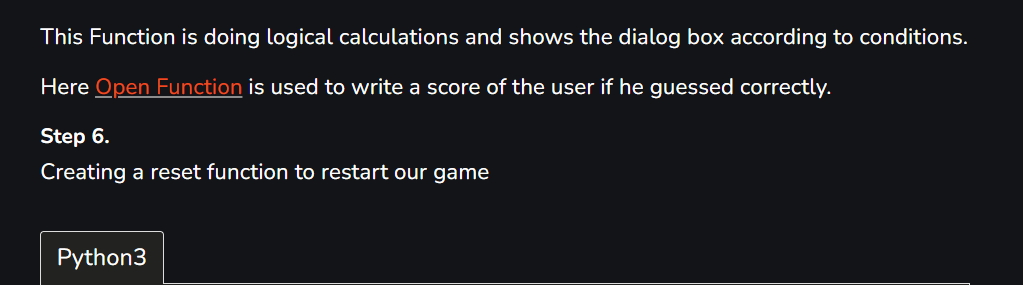 This Function is doing logical calculations and shows the dialog box according to conditions.
Here Open Function is used to write a score of the user if he guessed correctly.
Step 6.
Creating a reset function to restart our game
Python3